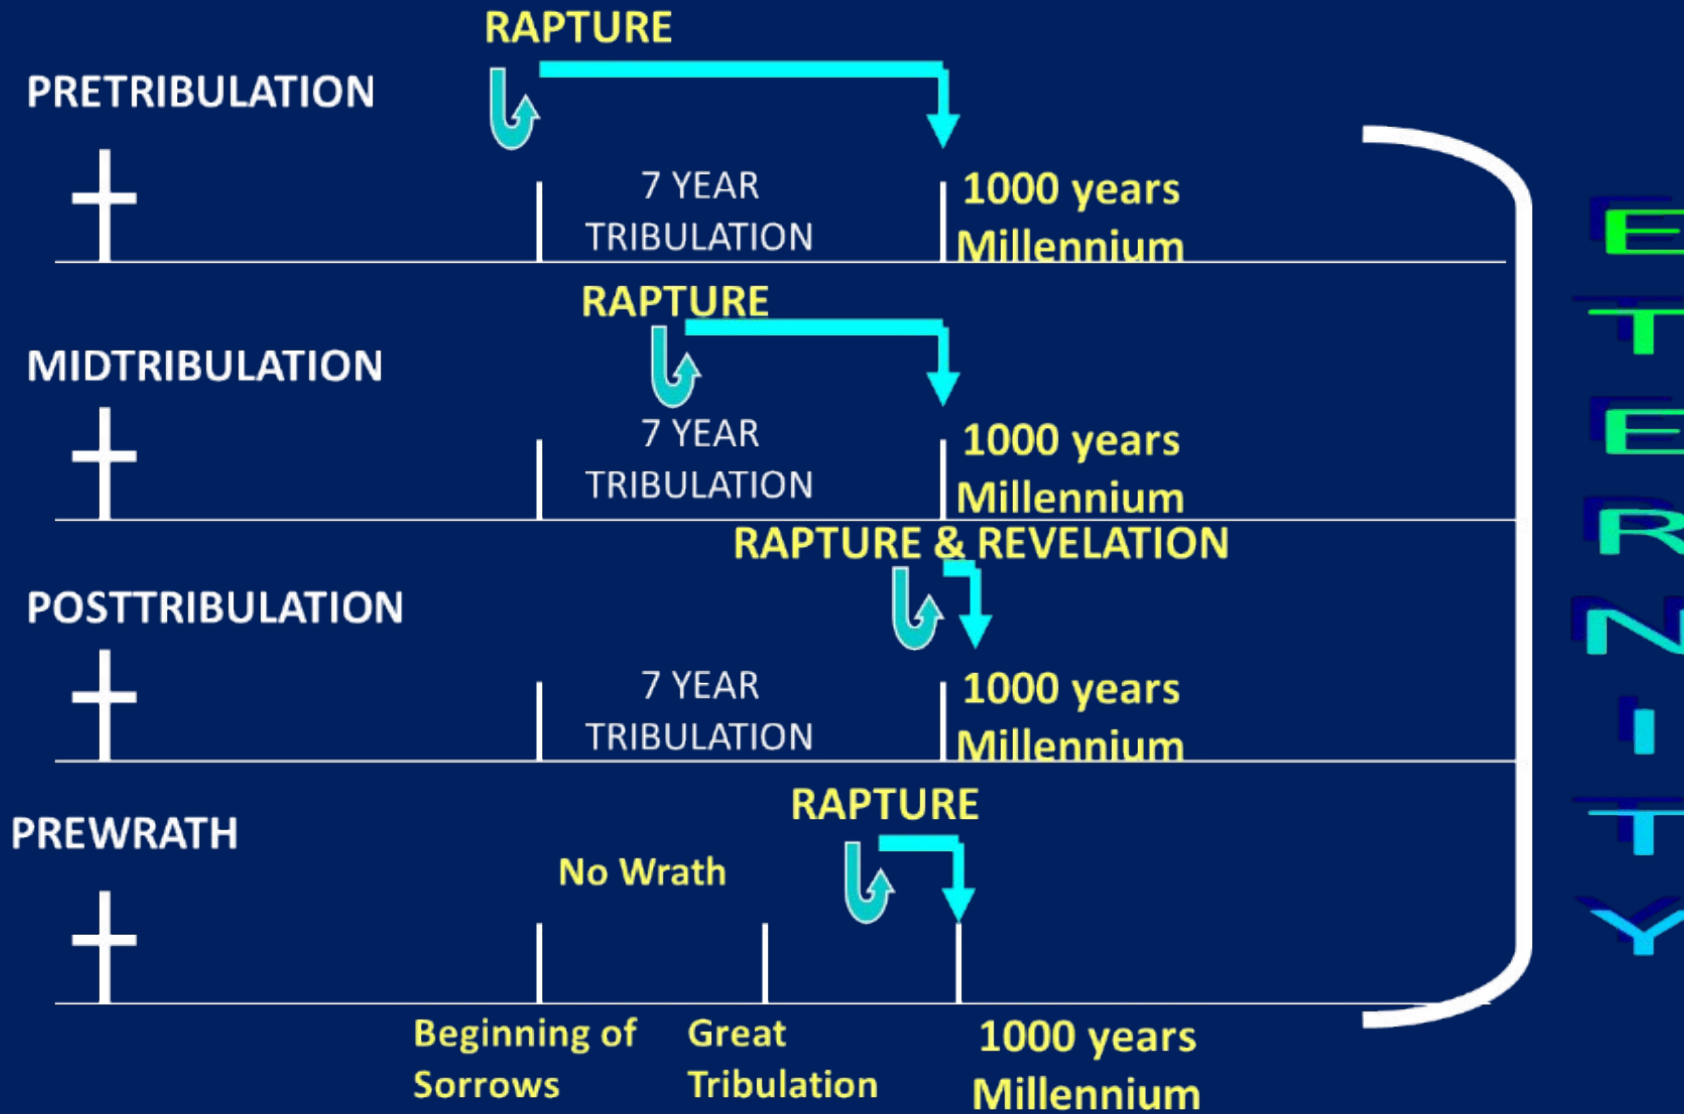 RAPTURE
PRETRIBULATION
7 YEAR
TRIBULATION
1000 years
Millennium
RAPTURE
MIDTRIBULATION
7 YEAR
TRIBULATION
1000 years
Millennium
RAPTURE & REVELATION
POSTTRIBULATION
7 YEAR
TRIBULATION
1000 years
Millennium
RAPTURE
PREWRATH
No Wrath
Beginning of
Sorrows
Great
Tribulation
1000 years
Millennium
E
T
E
R
N
I
T
Y